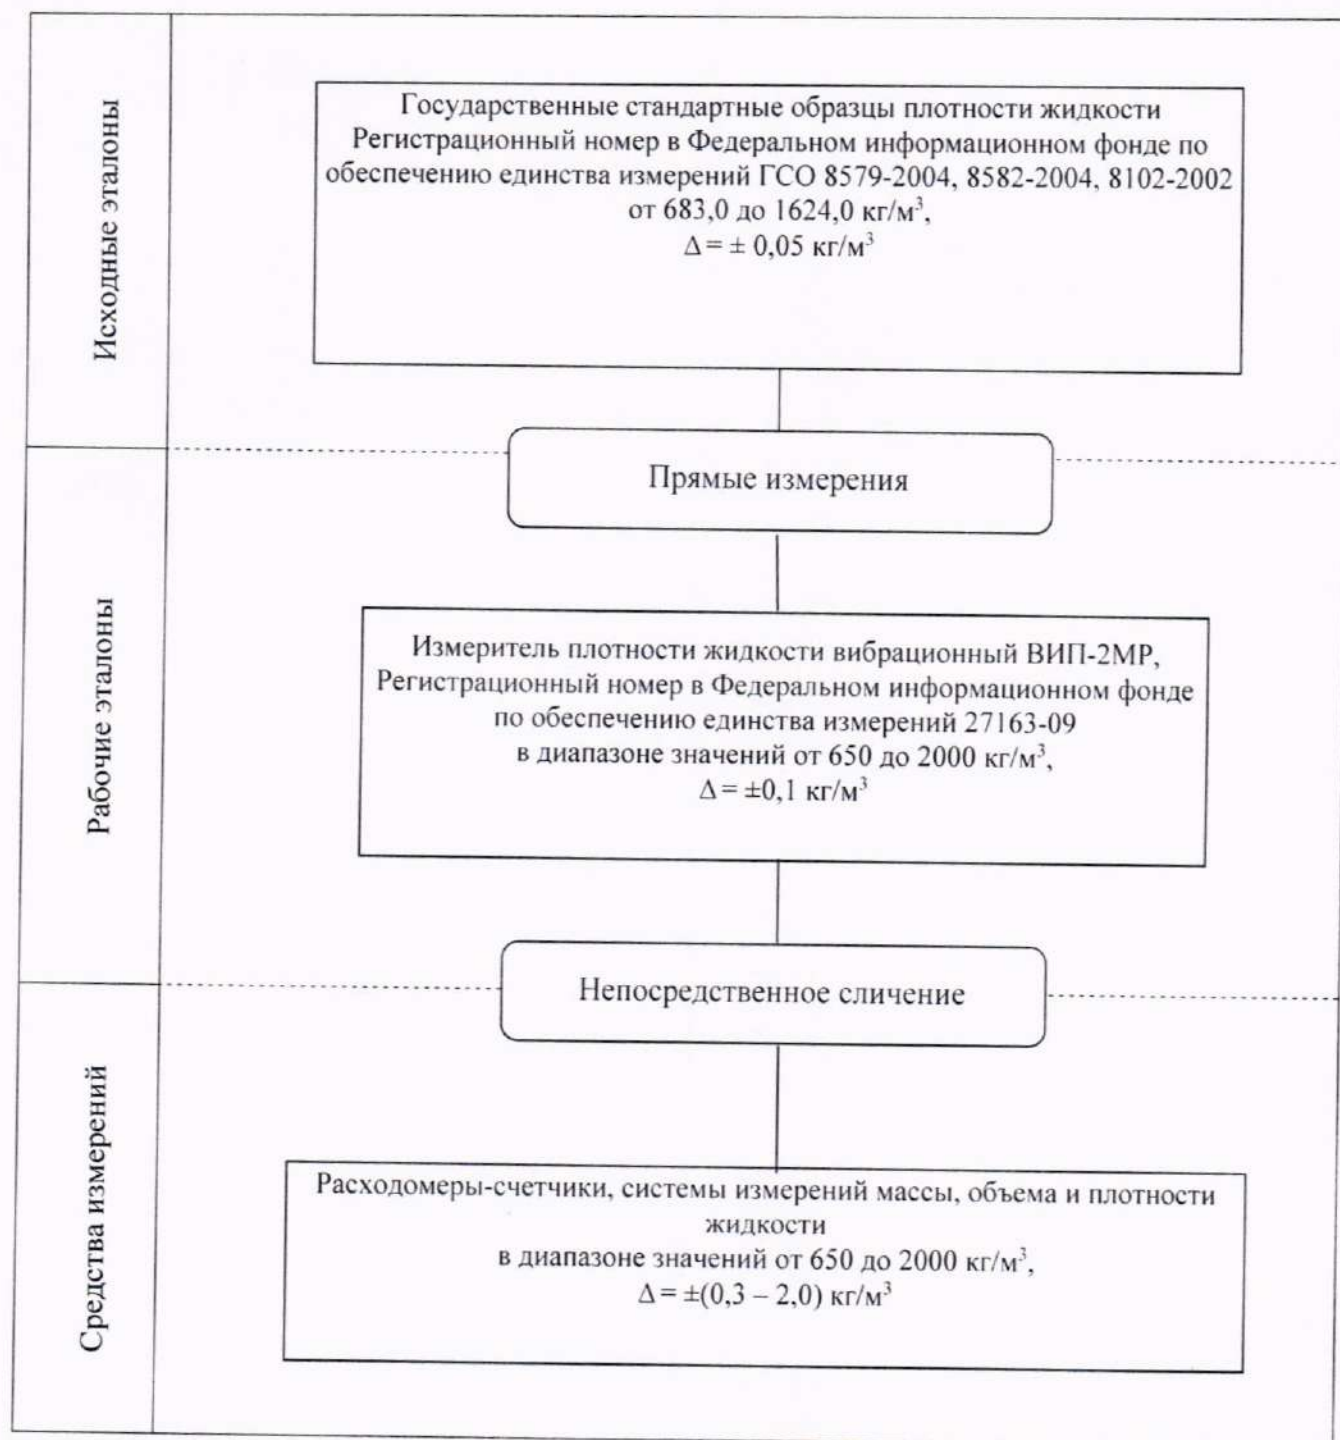 Исходные эталоны
Государственные стандартные образцы плотности жидкости
Регистрационный номер в Федеральном информационном фонде по
обеспечению единства измерений ГСО 8579-2004, 8582-2004, 8102-2002
от 683,0 до 1624,0 кг/м³,
Δ = ± 0,05 кг/м³
Прямые измерения
Рабочие эталоны
Измеритель плотности жидкости вибрационный ВИП-2МР,
Регистрационный номер в Федеральном информационном фонде
по обеспечению единства измерений 27163-09
в диапазоне значений от 650 до 2000 кг/м³,
Δ = ±0,1 кг/м³
Непосредственное сличение
Средства измерений
Расходомеры-счетчики, системы измерений массы, объема и плотности
жидкости
в диапазоне значений от 650 до 2000 кг/м³,
Δ = ±(0,3 – 2,0) кг/м³